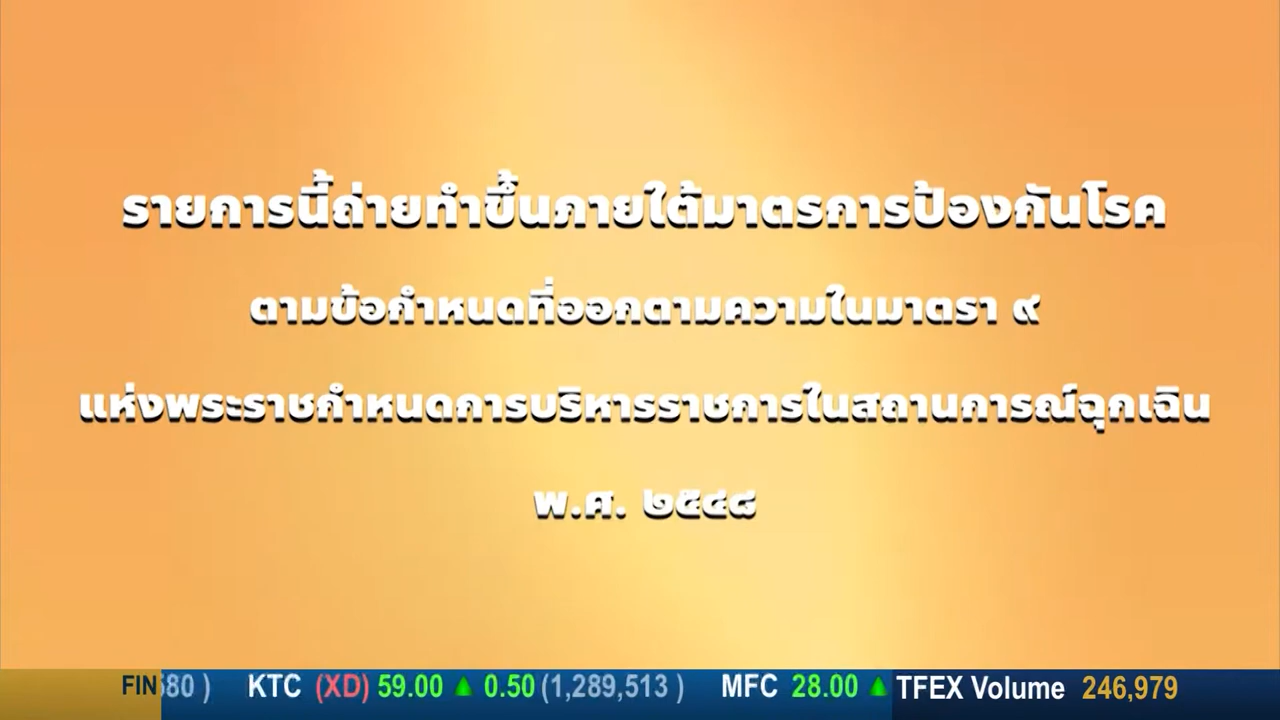 รายการนี้ถ่ายทำขึ้นภายใต้มาตรการป้องกันโรค
ตามข้อกำหนดที่ออกตามความในมาตรา ๙
แห่งพระราชกำหนดการบริหารราชการในสถานการณ์ฉุกเฉิน
พ.ศ. ๒๕๔๘
FIN 80 ) KTC (XD) 59.00 ▲ 0.50 (1,289,513 ) MFC 28.00 ▲ TFEX Volume 246,979